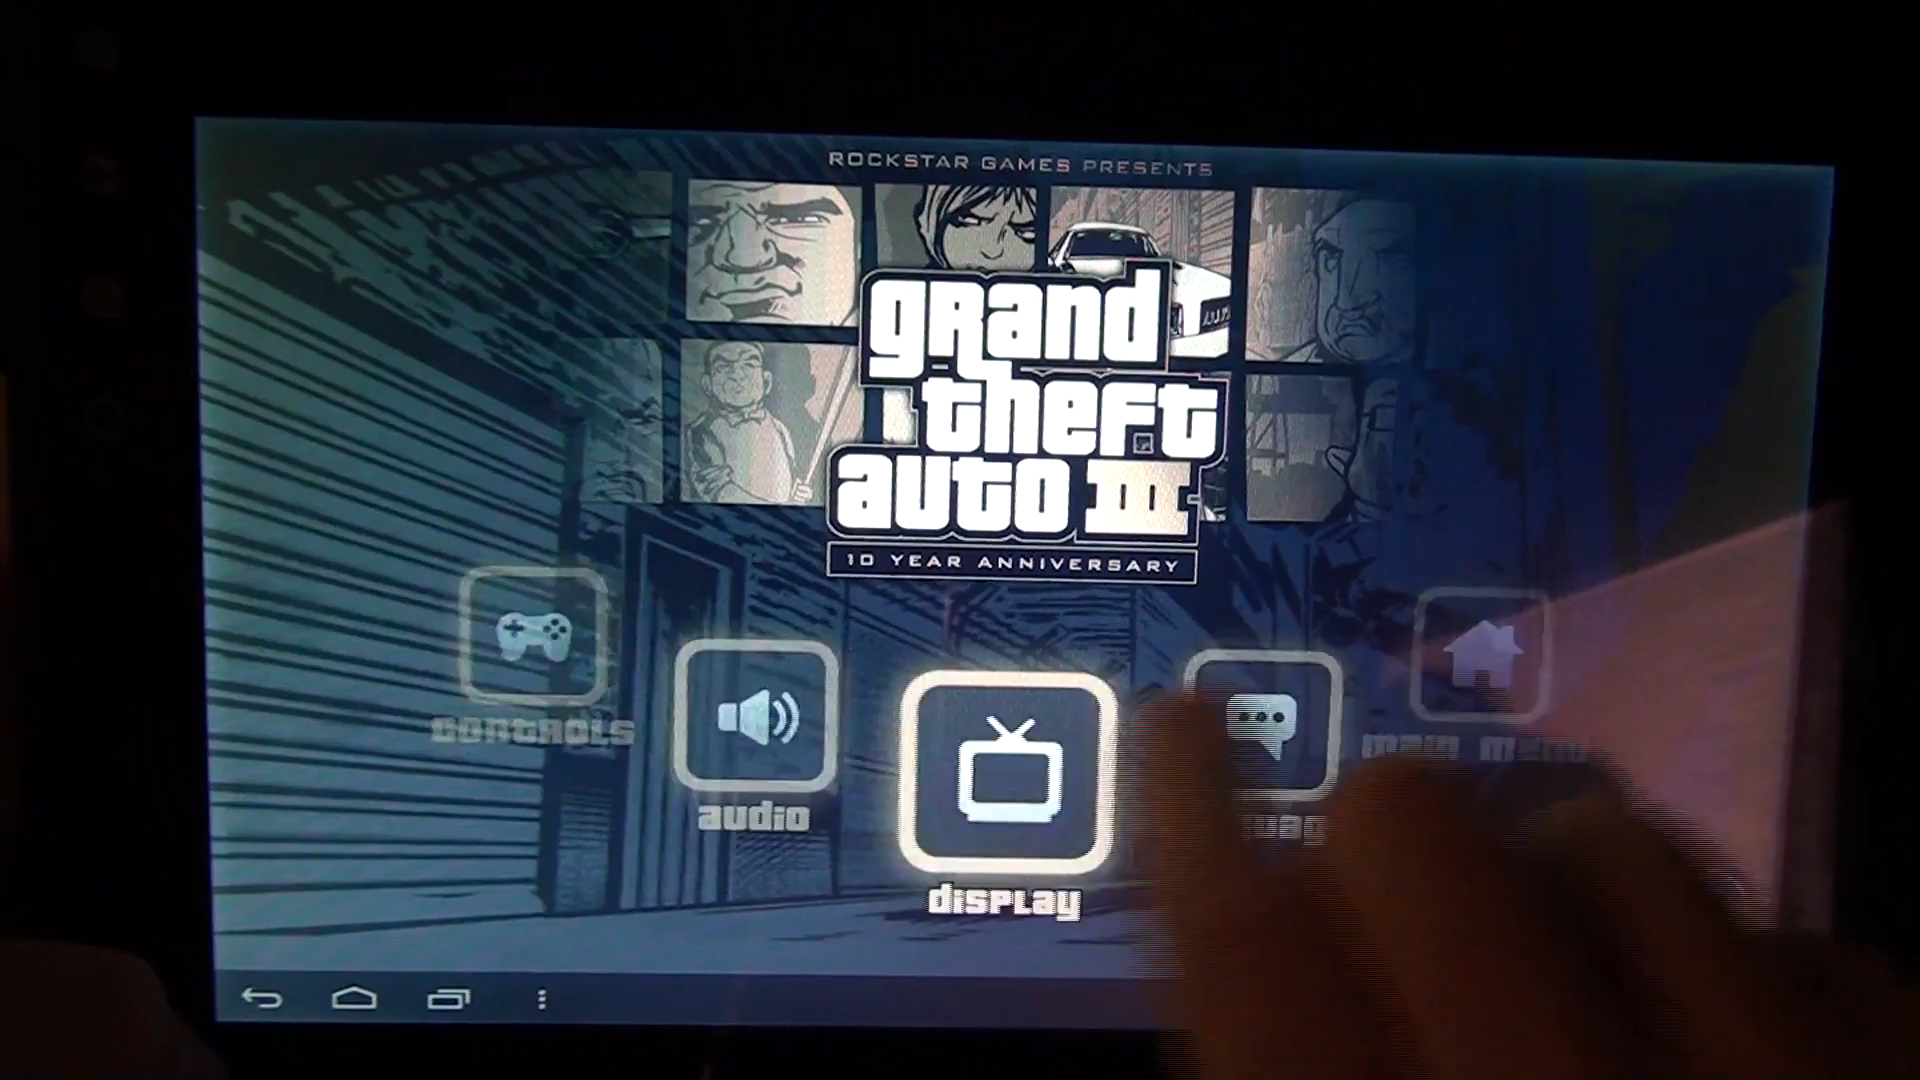 ROCKSTAR GAMES PRESENTS
grand
theft
auto III
10 YEAR ANNIVERSARY
controls
audio
display
main menu